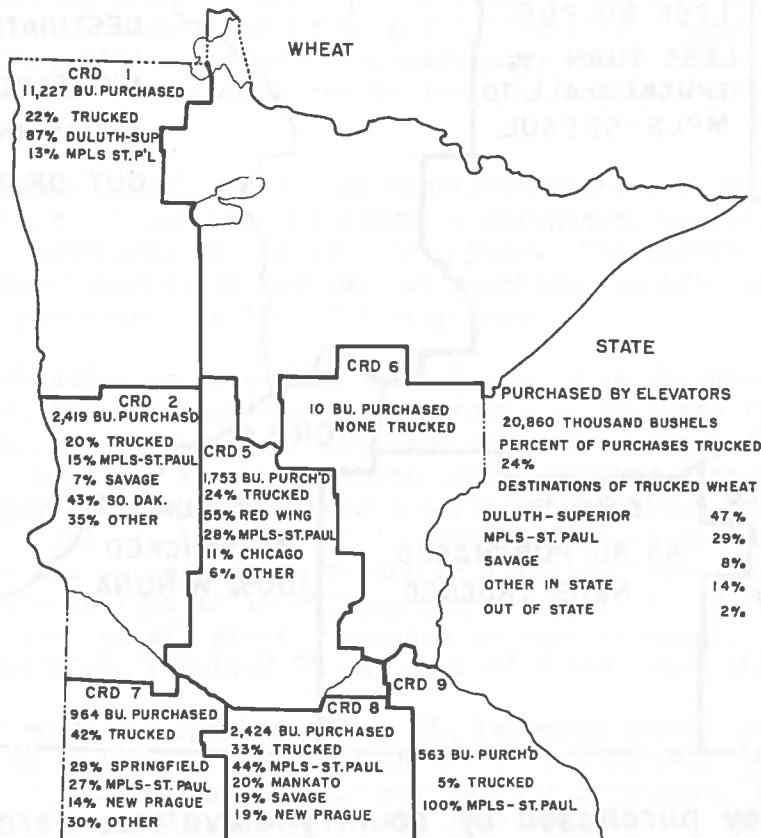 WHEAT
CRD 1
11,227 BU. PURCHASED
22% TRUCKED
87% DULUTH-SUP
13% MPLS ST. P'L
CRD 2
2,419 BU. PURCHAS'D
20% TRUCKED
15% MPLS-ST. PAUL
7% SAVAGE
43% SO. DAK.
35% OTHER
CRD 5
1,753 BU. PURCH'D
24% TRUCKED
55% RED WING
28% MPLS-ST. PAUL
11% CHICAGO
6% OTHER
CRD 6
10 BU. PURCHASED
NONE TRUCKED
STATE
PURCHASED BY ELEVATORS
20,860 THOUSAND BUSHELS
PERCENT OF PURCHASES TRUCKED
24%
DESTINATIONS OF TRUCKED WHEAT
DULUTH-SUPERIOR 47%
MPLS-ST. PAUL 29%
SAVAGE 8%
OTHER IN STATE 14%
OUT OF STATE 2%
CRD 7
964 BU. PURCHASED
42% TRUCKED
29% SPRINGFIELD
27% MPLS-ST. PAUL
14% NEW PRAGUE
30% OTHER
CRD 8
2,424 BU. PURCHASED
33% TRUCKED
44% MPLS-ST. PAUL
20% MANKATO
19% SAVAGE
19% NEW PRAGUE
CRD 9
563 BU. PURCH'D
5% TRUCKED
100% MPLS-ST. PAUL